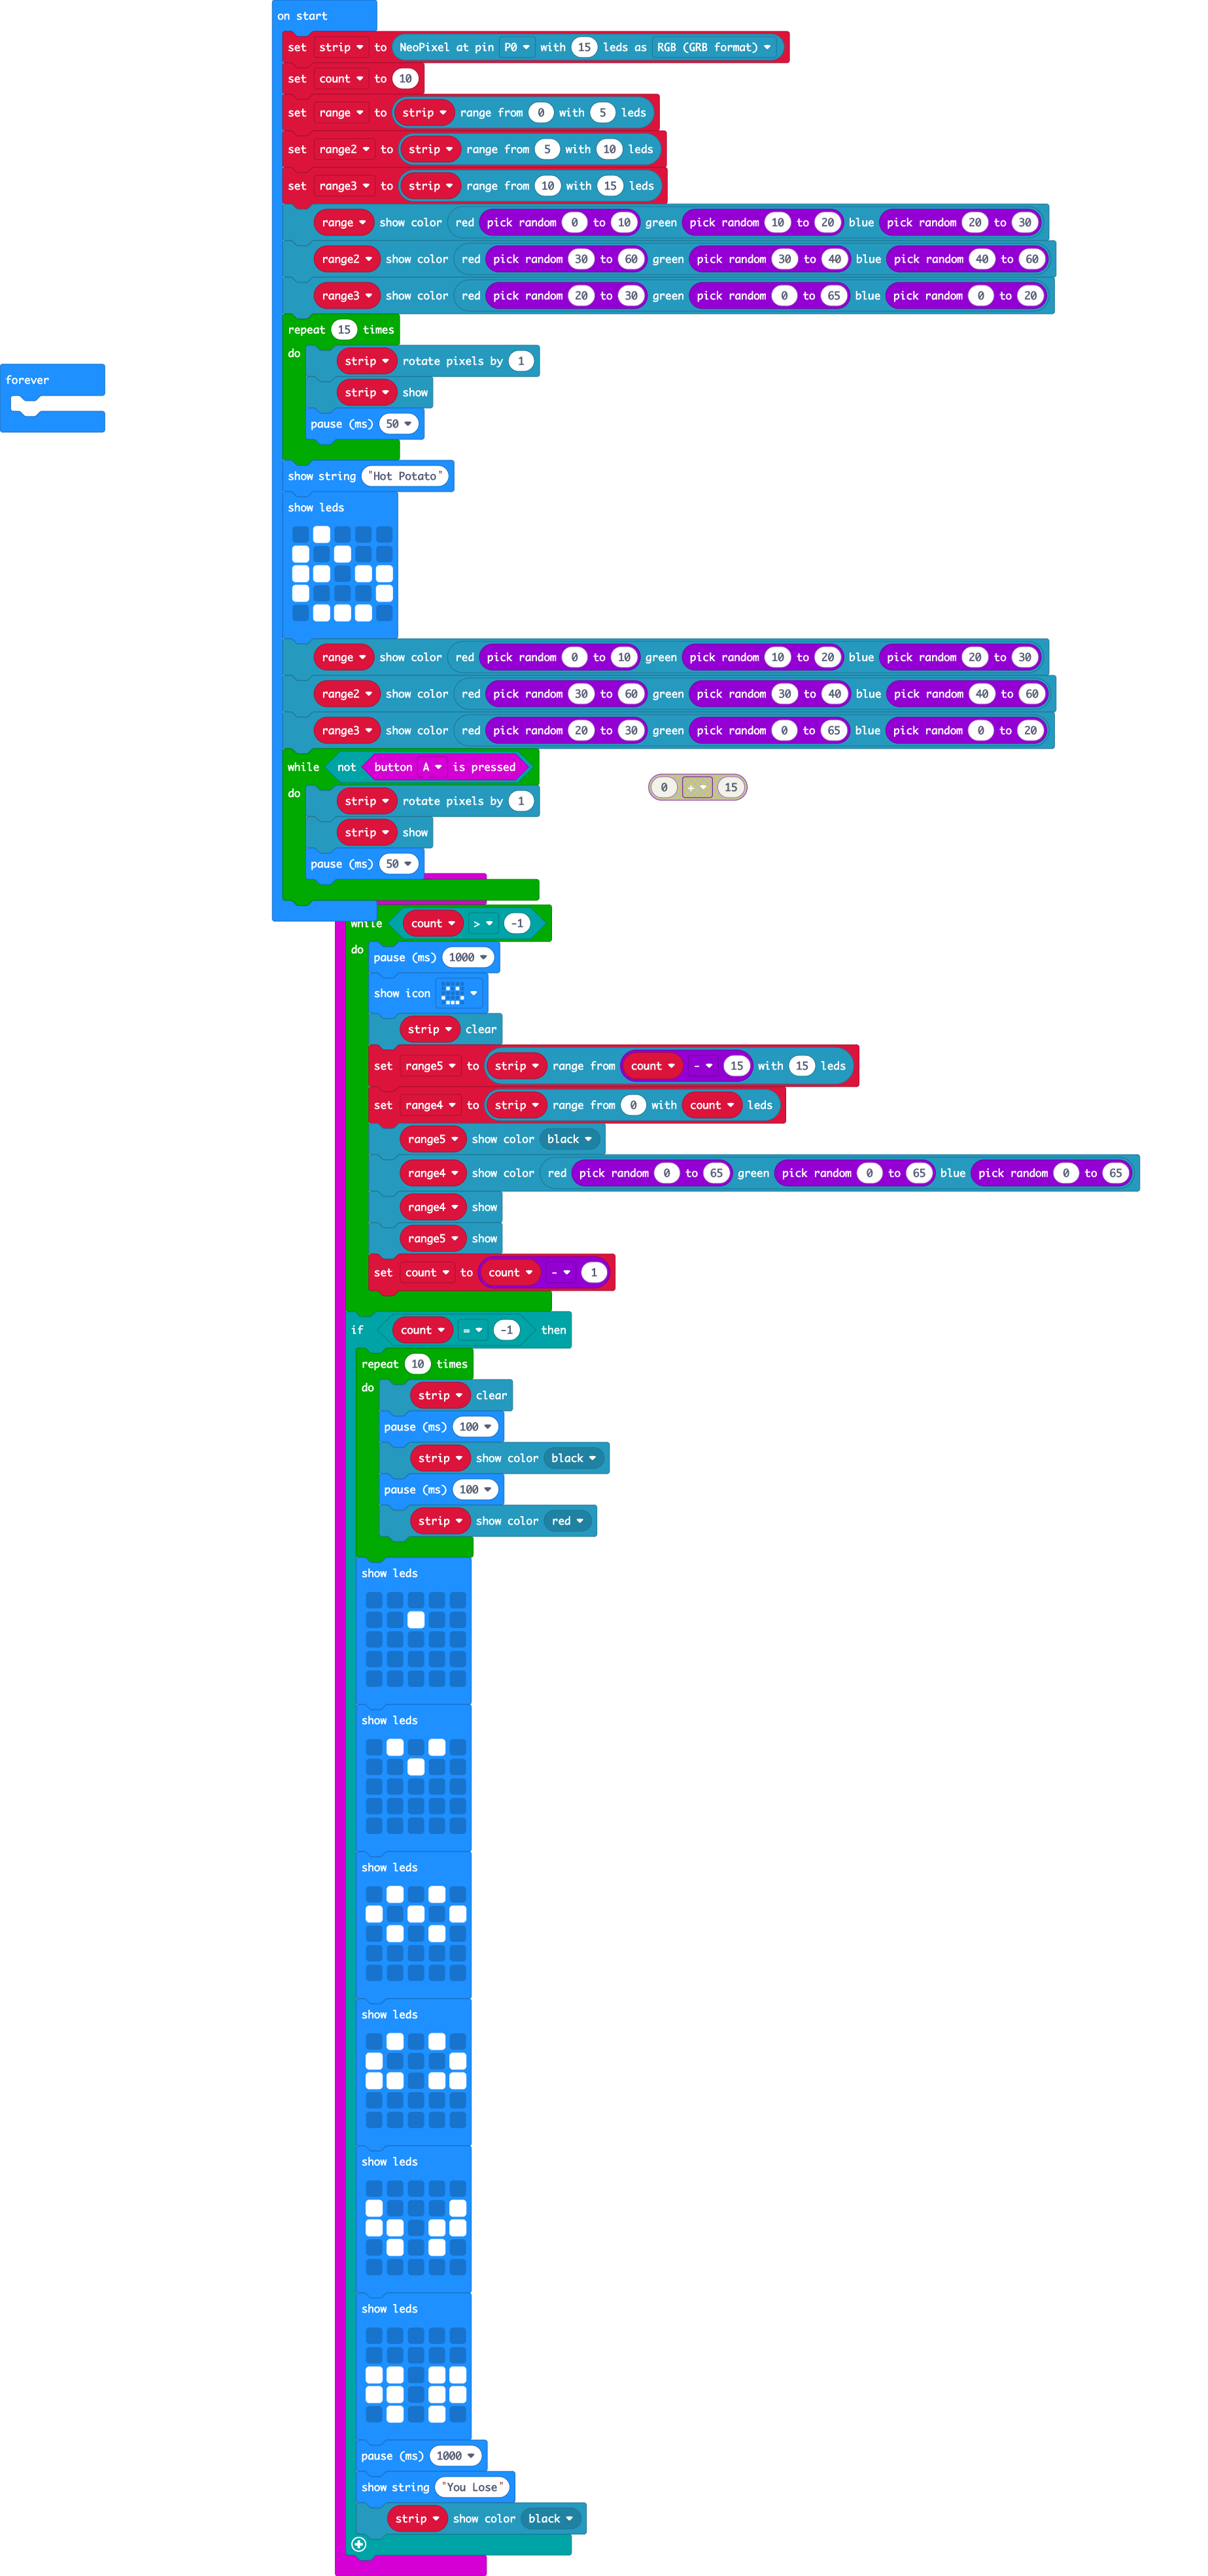 on start
set strip to NeoPixel at pin P0 with 15 leds as RGB (GRB format)
set count to 10
set range to strip range from 0 with 5 leds
set range2 to strip range from 5 with 10 leds
set range3 to strip range from 10 with 15 leds
range show color red pick random 0 to 10 green pick random 10 to 20 blue pick random 20 to 30
range2 show color red pick random 30 to 60 green pick random 30 to 40 blue pick random 40 to 60
range3 show color red pick random 20 to 30 green pick random 0 to 65 blue pick random 0 to 20
repeat 15 times
do
strip rotate pixels by 1
forever
strip show
pause (ms) 50
show string "Hot Potato"
show leds
range show color red pick random 0 to 10 green pick random 10 to 20 blue pick random 20 to 30
range2 show color red pick random 30 to 60 green pick random 30 to 40 blue pick random 40 to 60
range3 show color red pick random 20 to 30 green pick random 0 to 65 blue pick random 0 to 20
while not button A is pressed
0 + 15
do
strip rotate pixels by 1
strip show
pause (ms) 50
while count > -1
do
pause (ms) 1000
show icon
strip clear
set range5 to strip range from count - 15 with 15 leds
set range4 to strip range from 0 with count leds
range5 show color black
range4 show color red pick random 0 to 65 green pick random 0 to 65 blue pick random 0 to 65
range4 show
range5 show
set count to count - 1
if count = -1 then
repeat 10 times
do
strip clear
pause (ms) 100
strip show color black
pause (ms) 100
strip show color red
show leds
show leds
show leds
show leds
show leds
show leds
pause (ms) 1000
show string "You Lose"
strip show color black